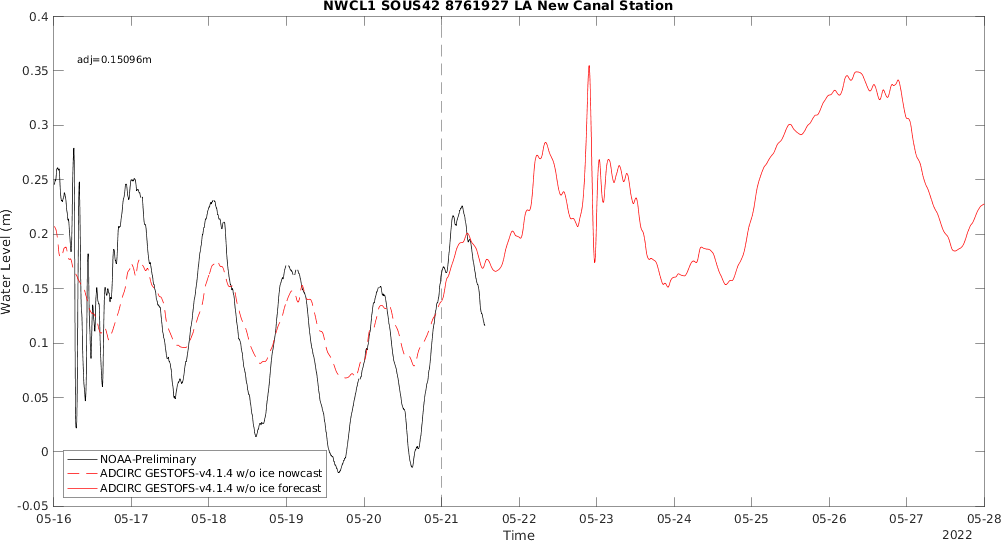 NWCL1 SOUS42 8761927 LA New Canal Station
adj=0.15096m
Water Level (m)
0.4
0.35
0.3
0.25
0.2
0.15
0.1
0.05
0
-0.05
NOAA-Preliminary
ADCIRC GESTOFS-v4.1.4 w/o ice nowcast
ADCIRC GESTOFS-v4.1.4 w/o ice forecast
05-16 05-17 05-18 05-19 05-20 05-21 05-22 05-23 05-24 05-25 05-26 05-27 05-28
Time
2022